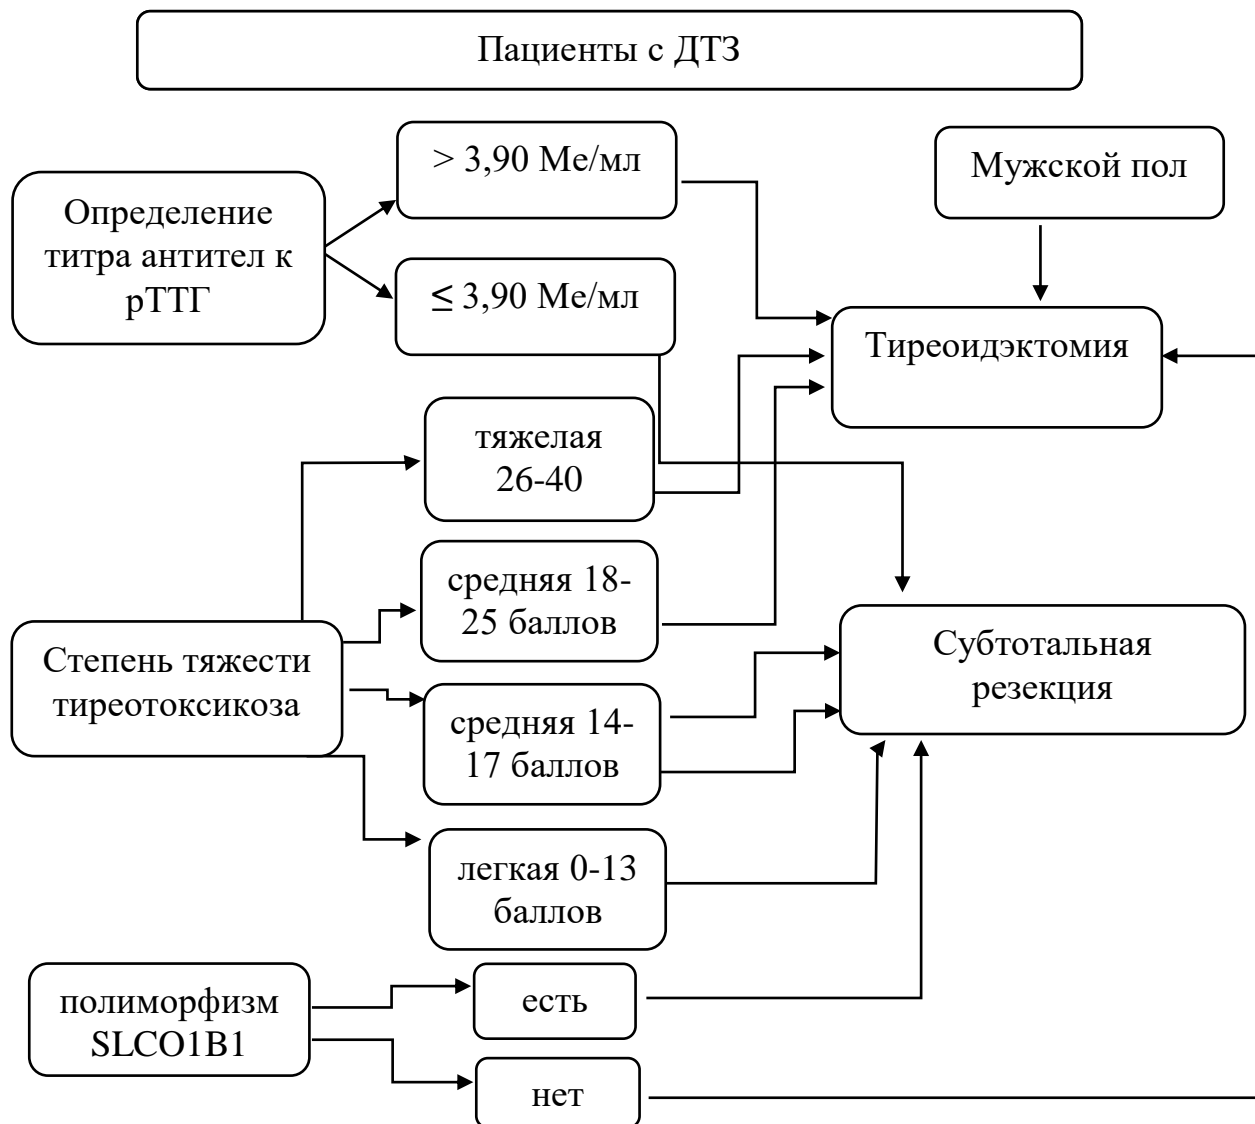 Пациенты с ДТЗ
> 3,90 Ме/мл
Мужской пол
Определение
титра антител к
рТТГ
≤ 3,90 Ме/мл
Тиреоидэктомия
тяжелая
26-40
средняя 18-
25 баллов
Степень тяжести
тиреотоксикоза
Субтотальная
резекция
средняя 14-
17 баллов
легкая 0-13
баллов
полиморфизм
SLCO1B1
есть
нет